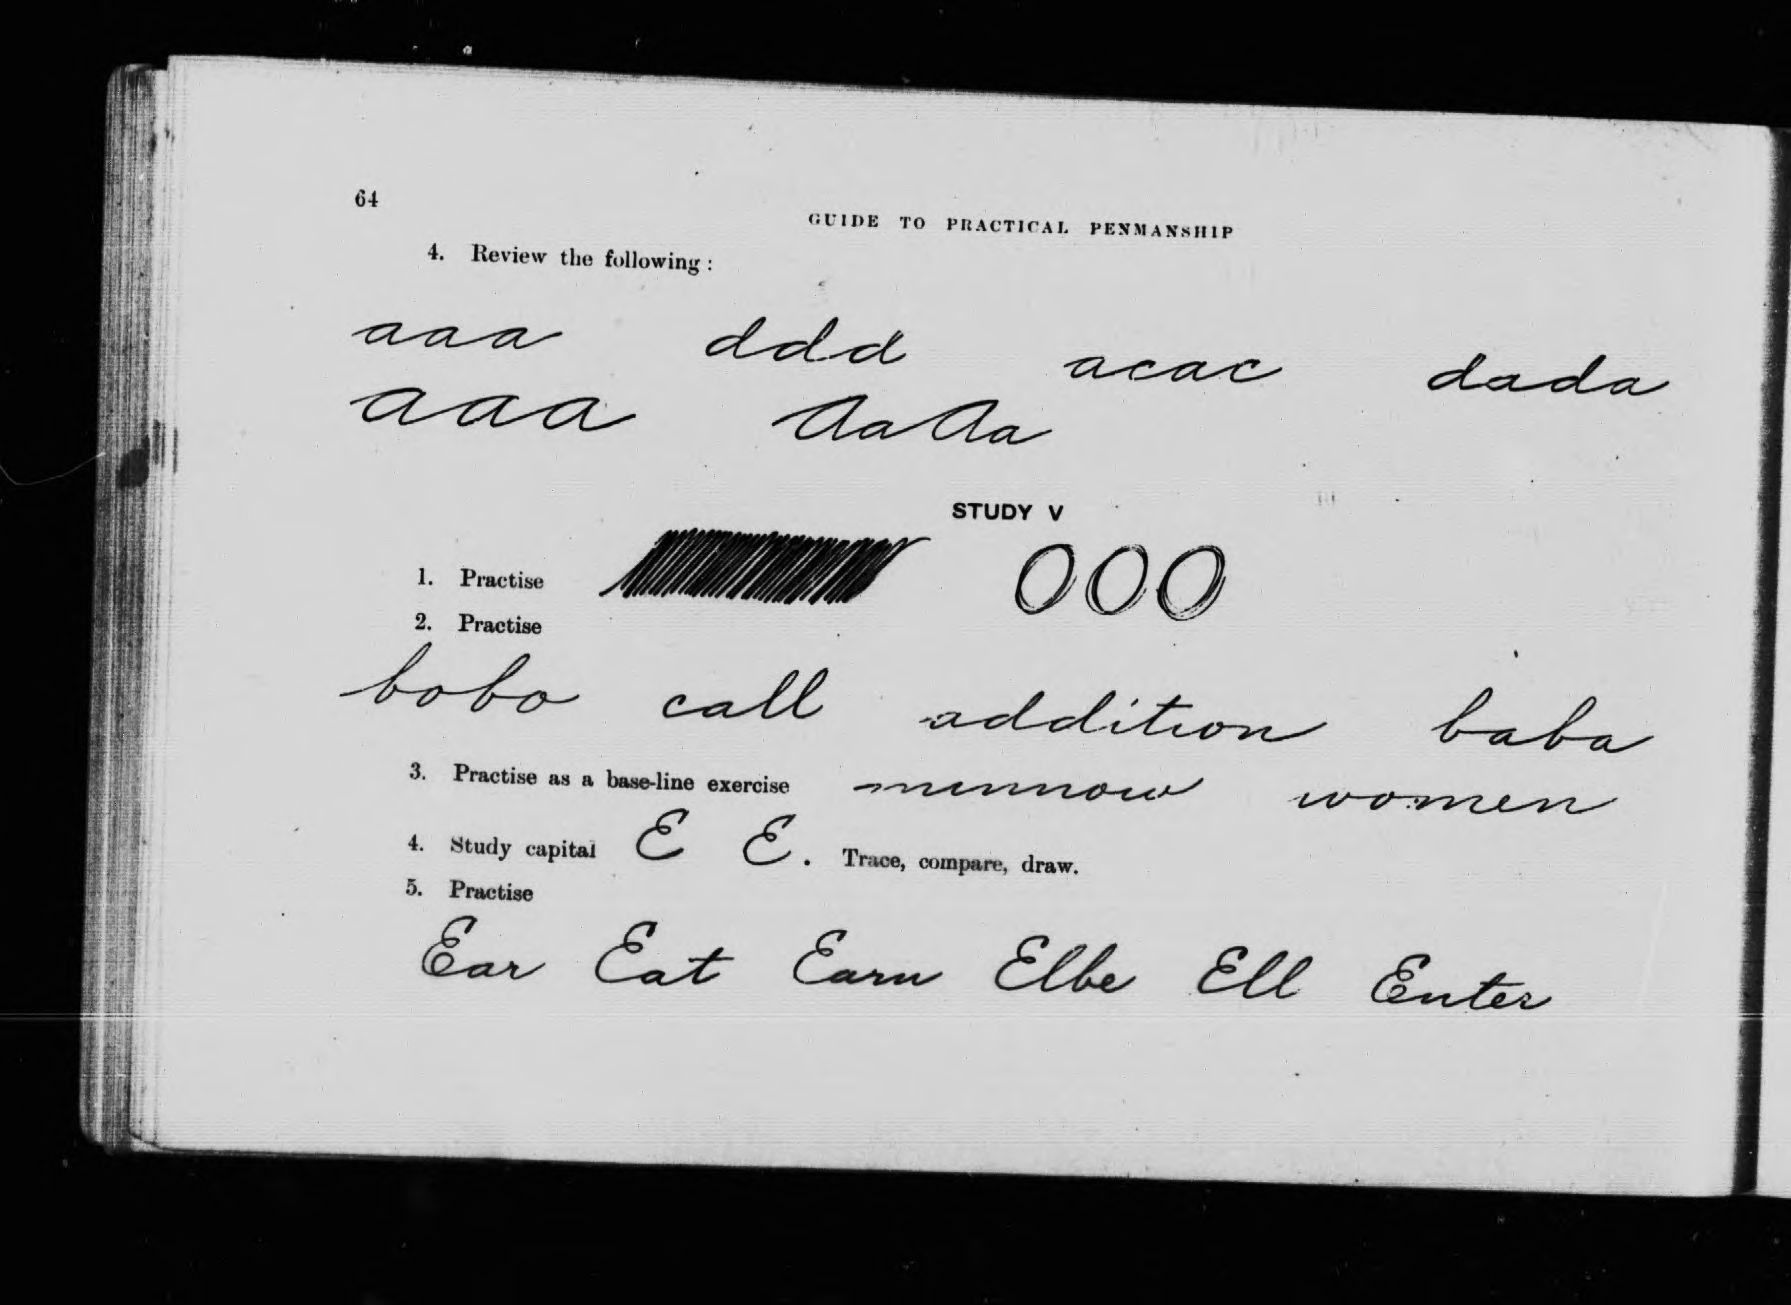 64
GUIDE TO PRACTICAL PENMANSHIP
4. Review the following :
aaa ddd acac dada
aaa AaAa
STUDY V
1. Practise OOO
2. Practise
bobo call addition baba
3. Practise as a base-line exercise minnow women
4. Study capital E E. Trace, compare, draw.
5. Practise
Ear Eat Earn Elbe Ell Enter